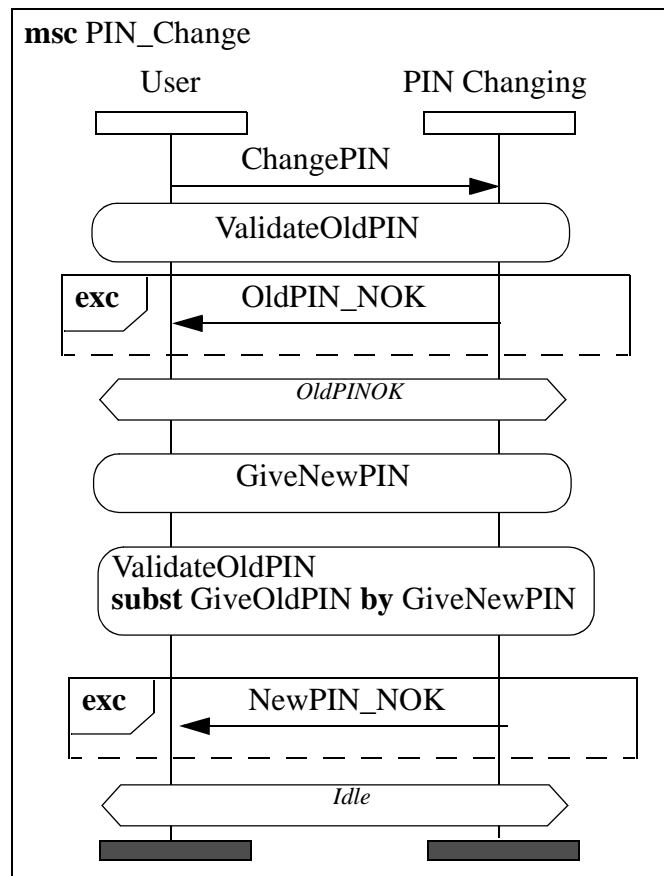 msc PIN_Change
User
PIN Changing
ChangePIN
ValidateOldPIN
exc
OldPIN_NOK
OldPINOK
GiveNewPIN
ValidateOldPIN
subst GiveOldPIN by GiveNewPIN
exc
NewPIN_NOK
Idle